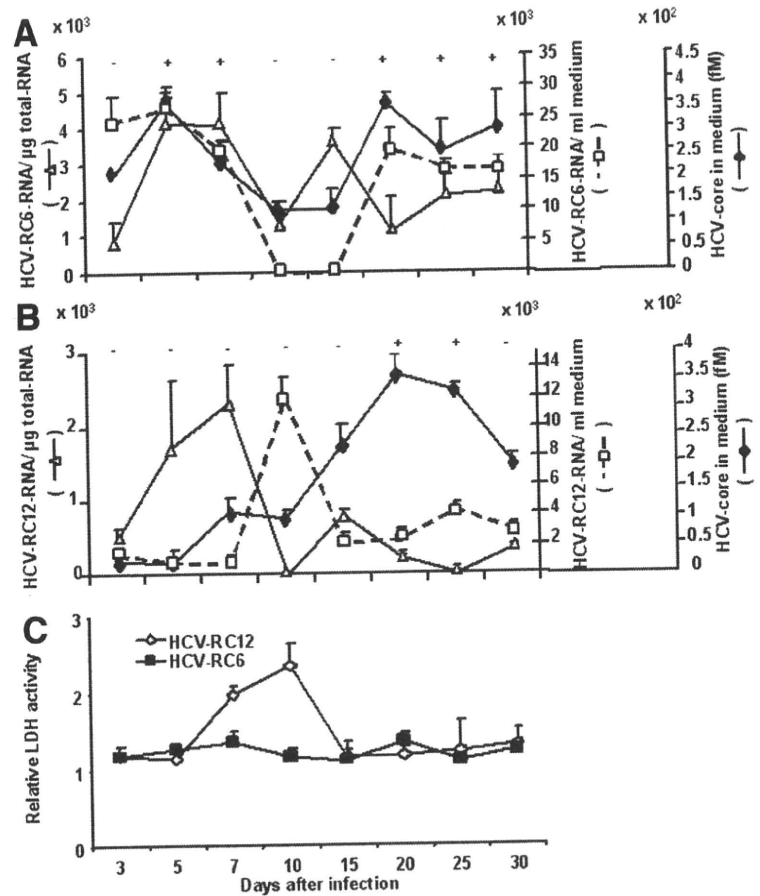 A
x 10³
x 10³
x 10²
HCV-RC6-RNA/ µg total-RNA
6
5
4
3
2
1
0
- + + - - + + +
35
30
25
20
15
10
5
HCV-RC6-RNA/ ml medium
4.5
4
3.5
3
2.5
2
1.5
1
0.5
0
HCV-core in medium (fM)
B
x 10³
x 10³
x 10²
HCV-RC12-RNA/ µg total-RNA
3
2
1
0
- - - - - + + -
14
12
10
8
6
4
2
HCV-RC12-RNA/ ml medium
4
3.5
3
2.5
2
1.5
1
0.5
0
HCV-core in medium (fM)
C
Relative LDH activity
3
2
1
0
HCV-RC12
HCV-RC6
3 5 7 10 15 20 25 30
Days after infection